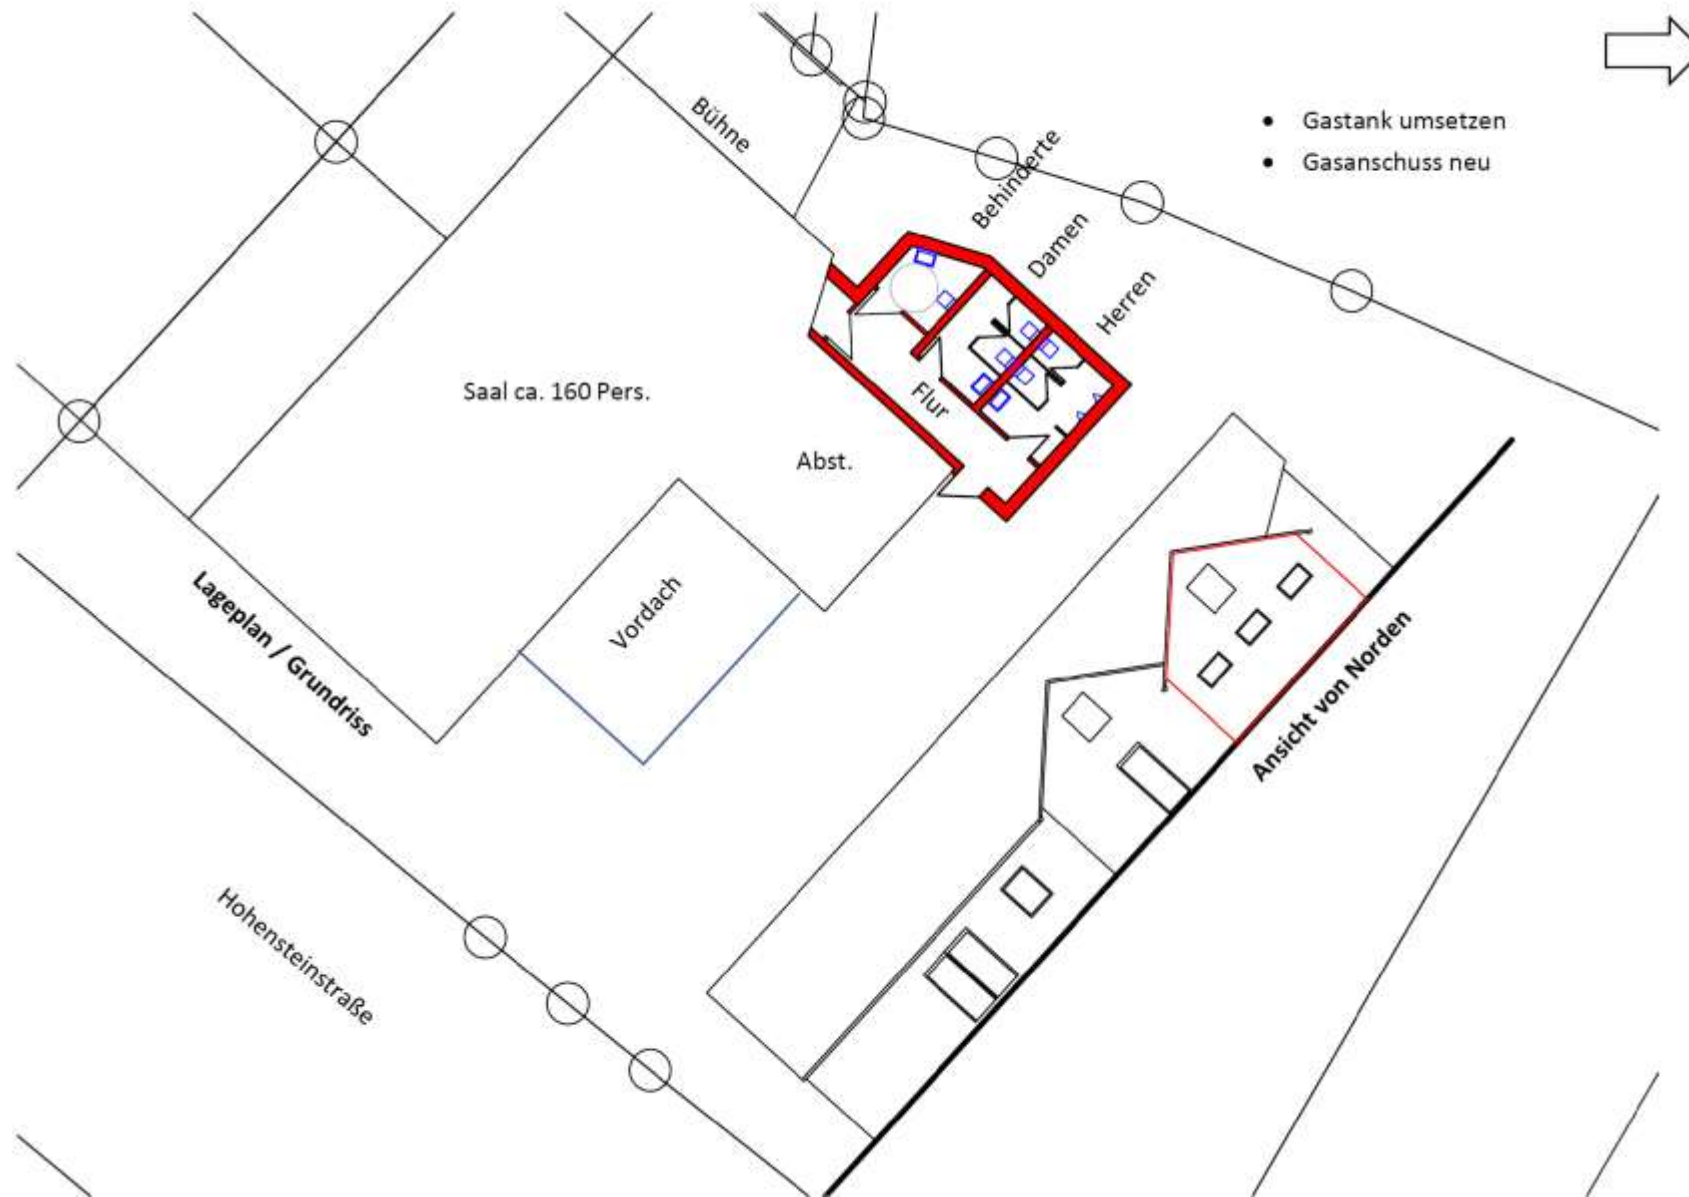 Bühne
Behinderte
Damen
Herren
• Gastank umsetzen
• Gasanschuss neu
Saal ca. 160 Pers.
Flur
Abst.
Vordach
Lageplan / Grundriss
Ansicht von Norden
Hohensteinstraße